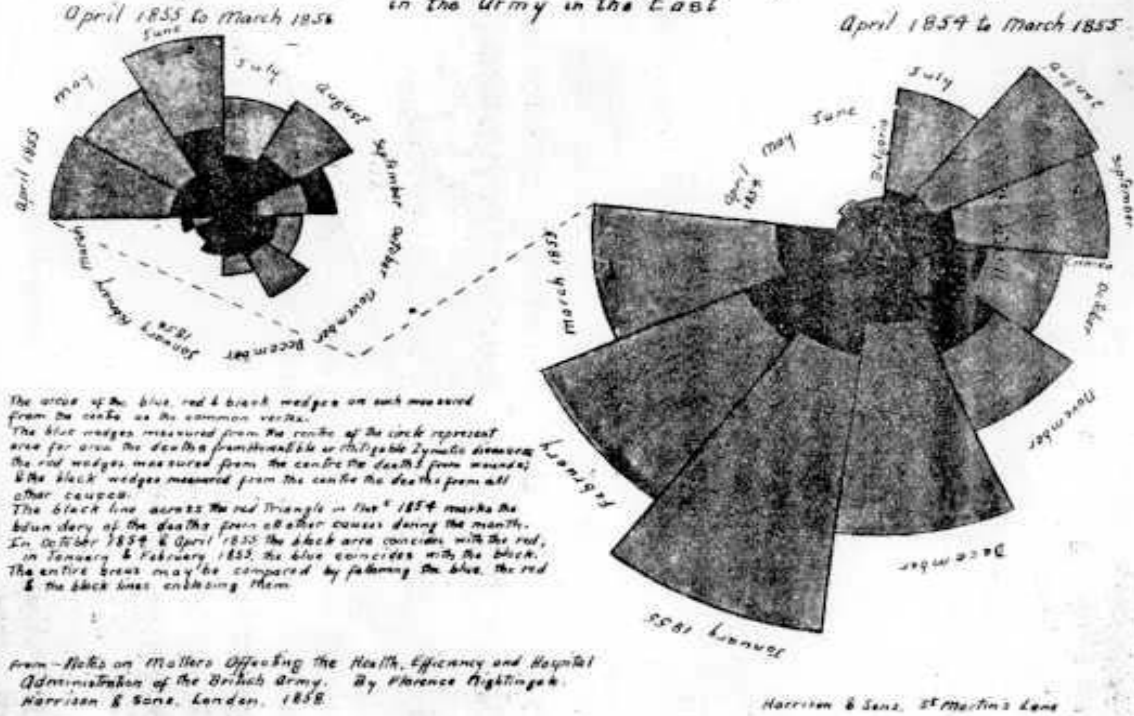 in the Army in the East
April 1855 to March 1856
April 1854 to March 1855
June
July
May
August
April 1855
September
October
November
December
January 1856
February
March
July
August
June
May
Bulgaria
April 1854
September
Crimea
October
November
December
January 1855
February
March 1855
The areas of the blue, red & black wedges are each measured
from the centre as the common vertex.
The blue wedges measured from the centre of the circle represent
area for area the deaths from Preventible or Mitigable Zymotic diseases
the red wedges measured from the centre the deaths from wounds;
& the black wedges measured from the centre the deaths from all
other causes.
The black line across the red Triangle in Novr 1854 marks the
boundery of the deaths from all other causes during the month.
In October 1854 & April 1855 the black area coincides with the red,
in January & February 1855 the blue coincides with the black.
The entire areas may be compared by following the blue, the red
& the black lines enclosing them
From - Notes on Matters Affecting the Health, Efficiency and Hospital
Administration of the British Army. By Florence Nightingale.
Harrison & Sons, London, 1858
Harrison & Sons, St Martin's Lane